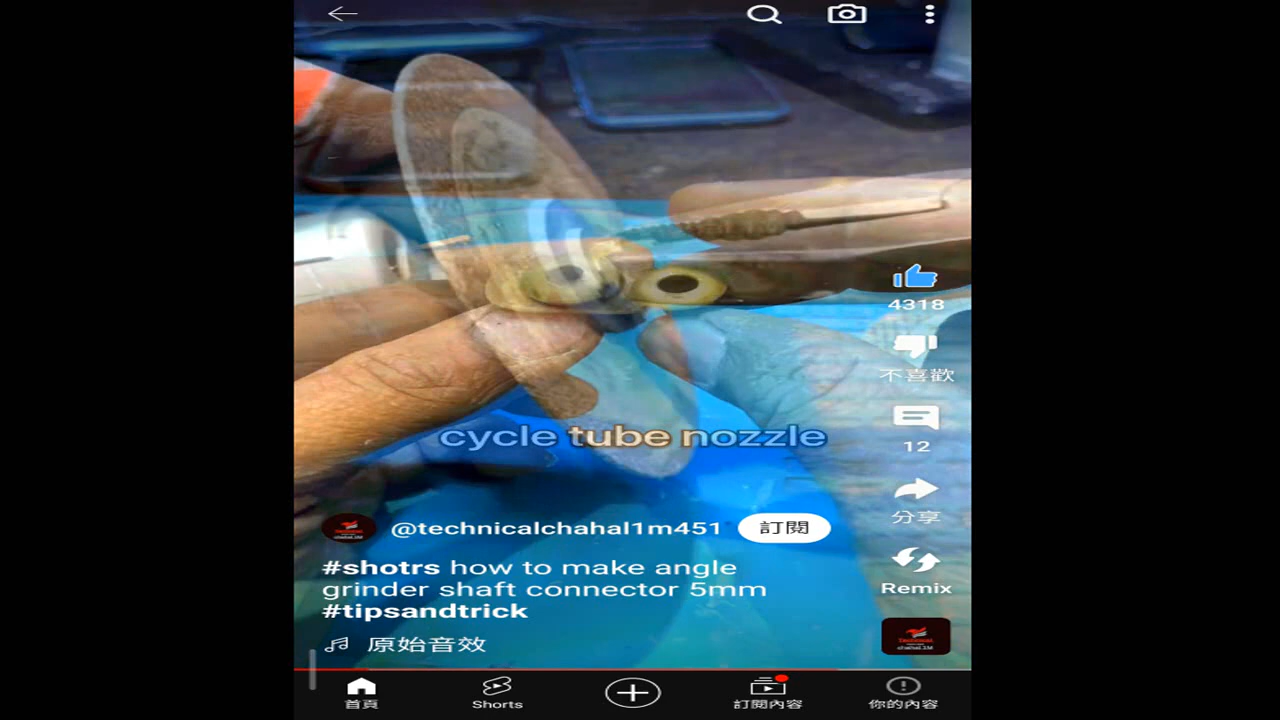 4318
不喜歡
cycle tube nozzle
12
分享
@technicalchahal1m451
訂閱
#shotrs how to make angle
grinder shaft connector 5mm
#tipsandtrick
Remix
原始音效
首頁
Shorts
訂閱內容
你的內容